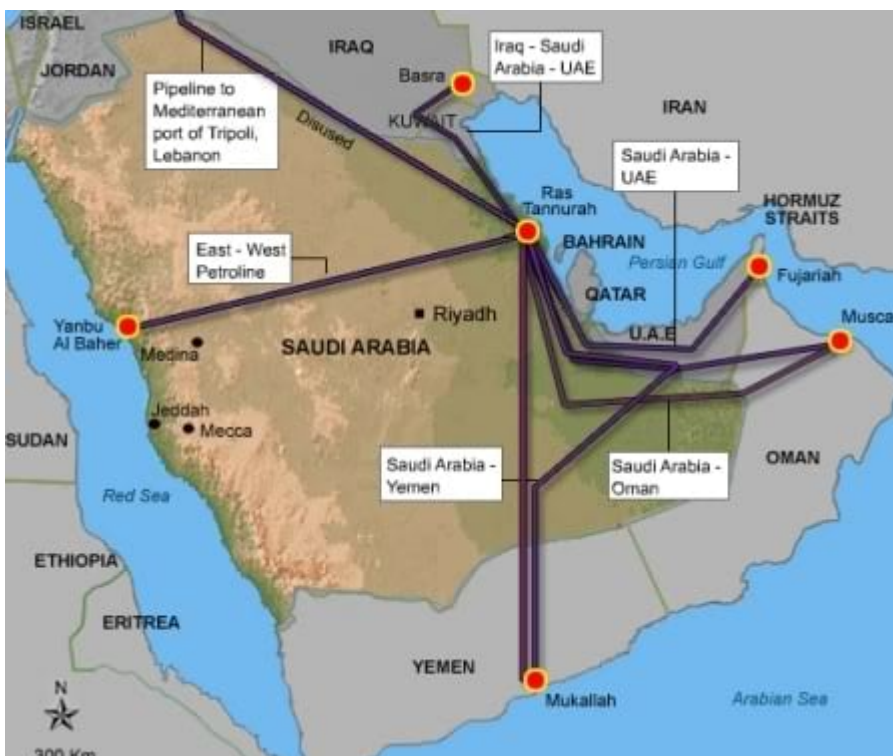 ISRAEL
JORDAN
IRAQ
Basra
Iraq - Saudi
Arabia - UAE
IRAN
Pipeline to
Mediterranean
port of Tripoli,
Lebanon
Disused
KUWAIT
Saudi Arabia -
UAE
Ras
Tannurah
HORMUZ
STRAITS
BAHRAIN
Persian Gulf
East - West
Petroline
Fujariah
QATAR
Musca
Yanbu
Al Baher
Riyadh
U.A.E
Medina
SAUDI ARABIA
Jeddah
Mecca
SUDAN
Saudi Arabia -
Yemen
Saudi Arabia -
Oman
OMAN
Red Sea
ETHIOPIA
ERITREA
YEMEN
Mukallah
Arabian Sea
N
300 Km